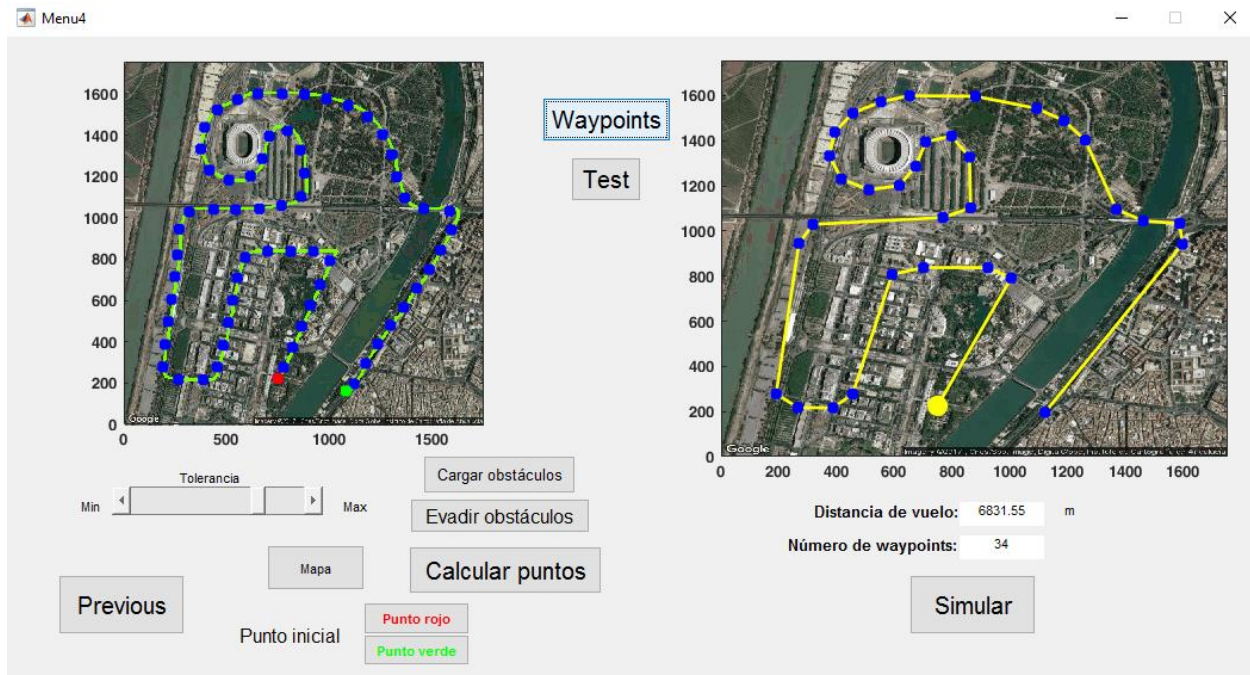 Menu4
1600
1400
1200
1000
800
600
400
200
0
0 500 1000 1500
Google
Waypoints
Test
1600
1400
1200
1000
800
600
400
200
0
0 200 400 600 800 1000 1200 1400 1600
Google
Tolerancia
Min
Max
Cargar obstáculos
Evadir obstáculos
Mapa
Calcular puntos
Previous
Punto inicial
Punto rojo
Punto verde
Distancia de vuelo: 6831.55 m
Número de waypoints: 34
Simular